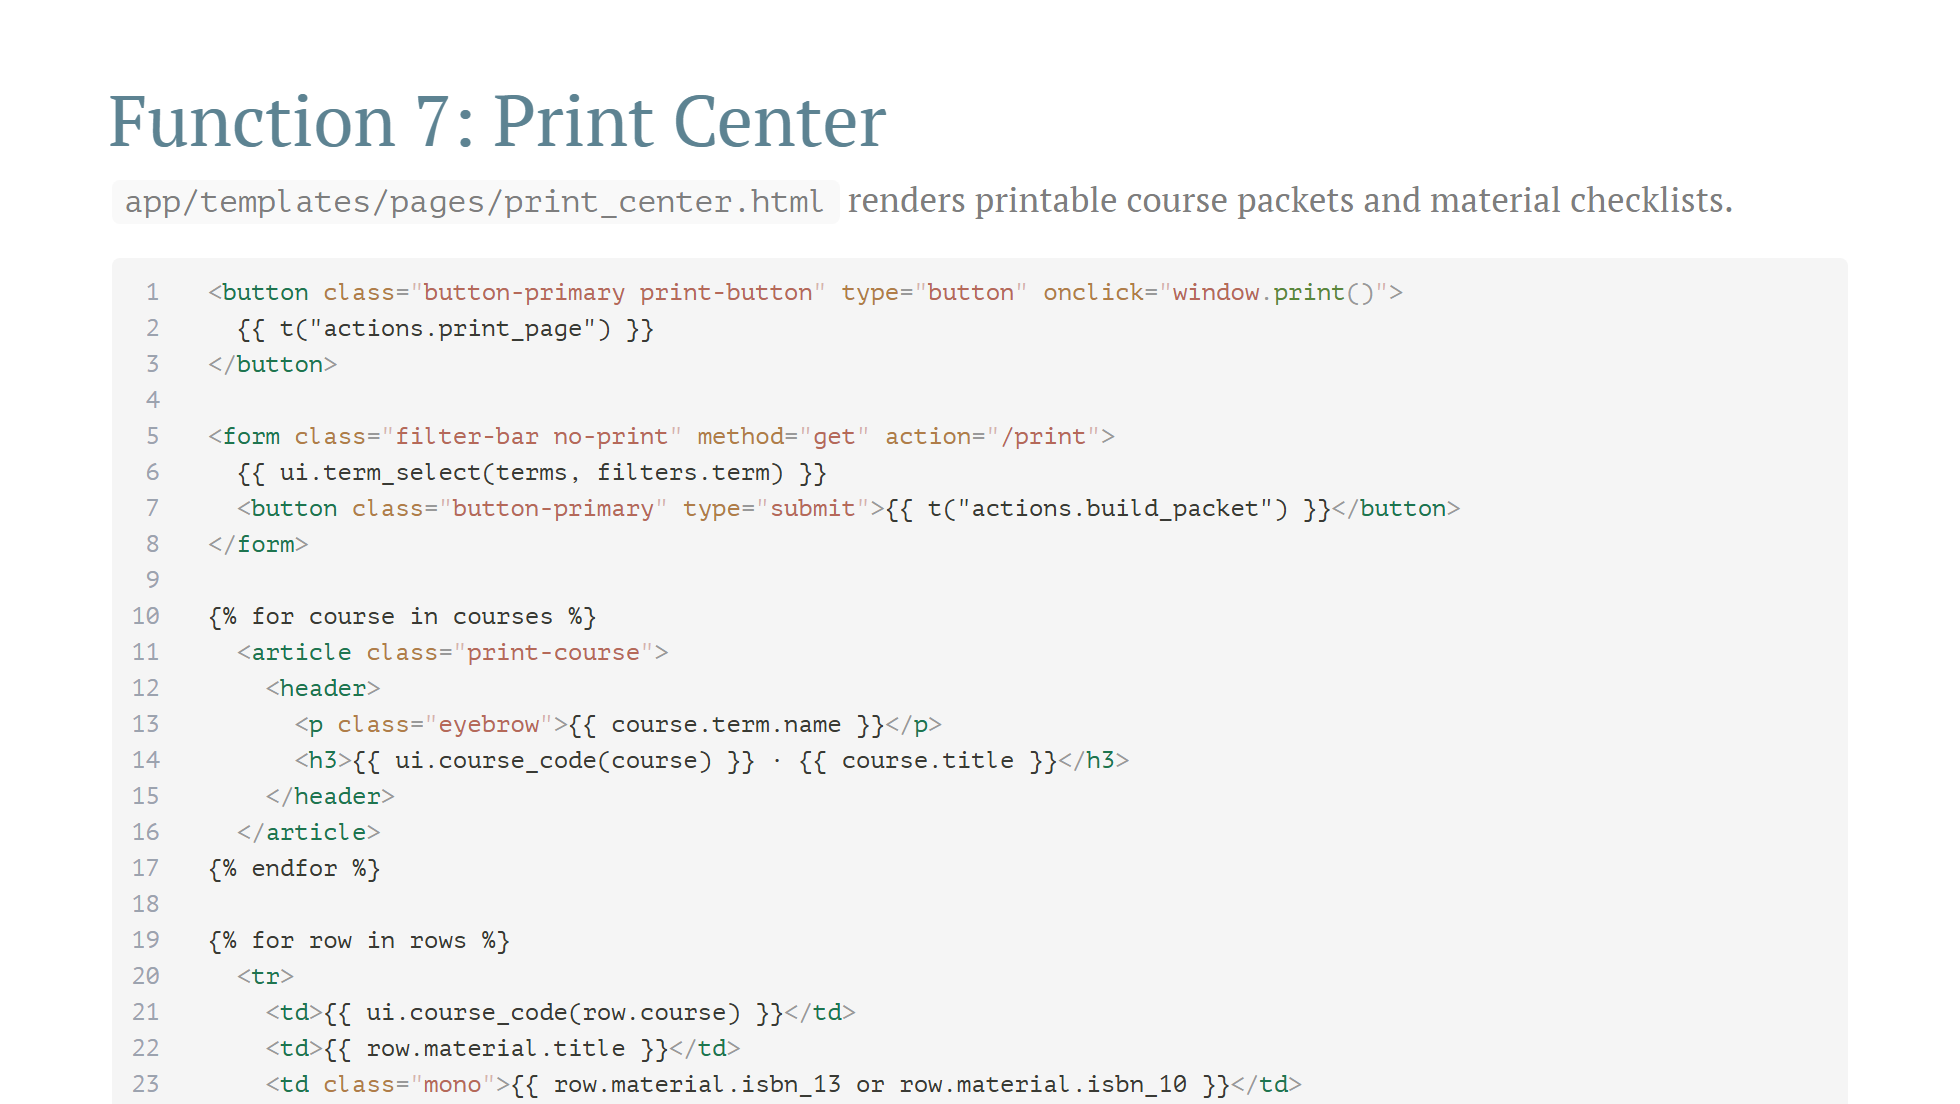 Function 7: Print Center
app/templates/pages/print_center.html renders printable course packets and material checklists.
1 <button class="button-primary print-button" type="button" onclick="window.print()">
2 {{ t("actions.print_page") }}
3 </button>
4
5 <form class="filter-bar no-print" method="get" action="/print">
6 {{ ui.term_select(terms, filters.term) }}
7 <button class="button-primary" type="submit">{{ t("actions.build_packet") }}</button>
8 </form>
9
10 {% for course in courses %}
11 <article class="print-course">
12 <header>
13 <p class="eyebrow">{{ course.term.name }}</p>
14 <h3>{{ ui.course_code(course) }} · {{ course.title }}</h3>
15 </header>
16 </article>
17 {% endfor %}
18
19 {% for row in rows %}
20 <tr>
21 <td>{{ ui.course_code(row.course) }}</td>
22 <td>{{ row.material.title }}</td>
23 <td class="mono">{{ row.material.isbn_13 or row.material.isbn_10 }}</td>